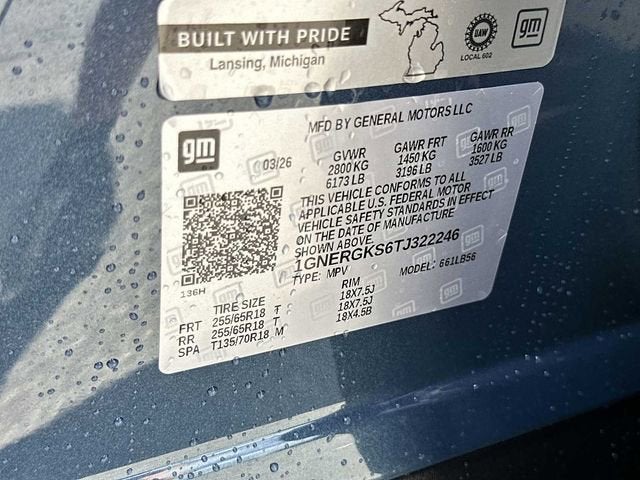 BUILT WITH PRIDE
Lansing, Michigan
UAW
LOCAL 602
gm
gm
MFD BY GENERAL MOTORS LLC
03/26
GVWR GAWR FRT GAWR RR
2800 KG 1450 KG 1600 KG
6173 LB 3196 LB 3527 LB
THIS VEHICLE CONFORMS TO ALL
APPLICABLE U.S. FEDERAL MOTOR
VEHICLE SAFETY STANDARDS IN EFFECT
ON THE DATE OF MANUFACTURE
SHOWN ABOVE.
1GNERGKS6TJ322246
TYPE: MPV MODEL: 661LB56
136H
TIRE SIZE RIM
FRT 255/65R18 T 18X7.5J
RR 255/65R18 T 18X7.5J
SPA T135/70R18 M 18X4.5B